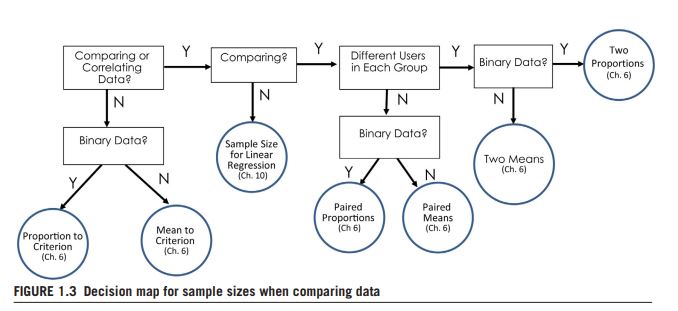 Comparing or
Correlating
Data?
Y
Comparing?
Y
Different Users
in Each Group
Y
Binary Data?
Y
Two
Proportions
(Ch. 6)
N
N
N
N
Binary Data?
Y
N
Proportion to
Criterion
(Ch. 6)
Mean to
Criterion
(Ch. 6)
Sample Size
for Linear
Regression
(Ch. 10)
Binary Data?
Y
N
Paired
Proportions
(Ch 6)
Paired
Means
(Ch. 6)
Two Means
(Ch. 6)
FIGURE 1.3 Decision map for sample sizes when comparing data